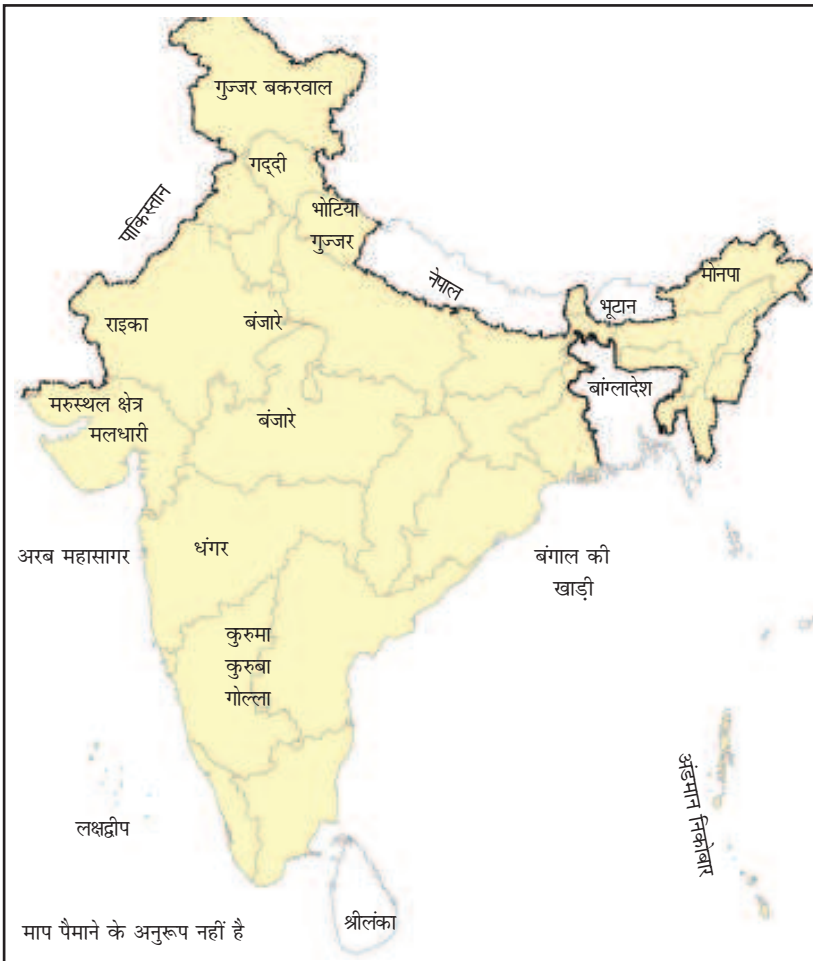 गुज्जर बकरवाल
गद्दी
पाकिस्तान
भोटिया
गुज्जर
नेपाल
भूटान
मोनपा
राइका
बंजारे
बांग्लादेश
मरुस्थल क्षेत्र
मलधारी
बंजारे
अरब महासागर
धंगर
बंगाल की
खाड़ी
कुरुमा
कुरुबा
गोल्ला
अंडमान निकोबार
लक्षद्वीप
श्रीलंका
माप पैमाने के अनुरूप नहीं है